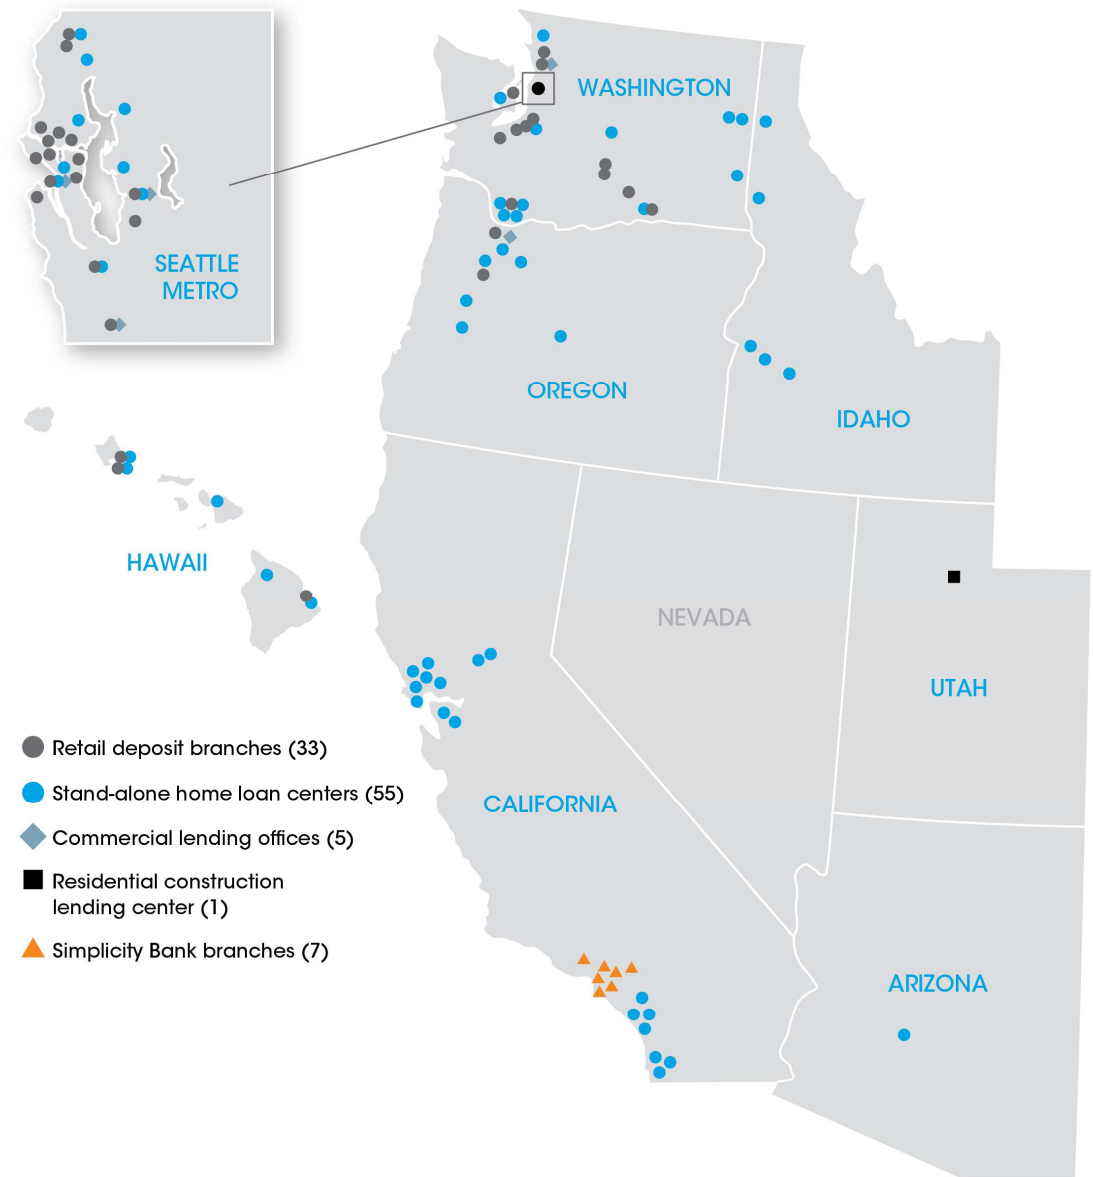 WASHINGTON
SEATTLE
METRO
OREGON
IDAHO
HAWAII
NEVADA
UTAH
Retail deposit branches (33)
Stand-alone home loan centers (55)
CALIFORNIA
Commercial lending offices (5)
Residential construction
lending center (1)
Simplicity Bank branches (7)
ARIZONA